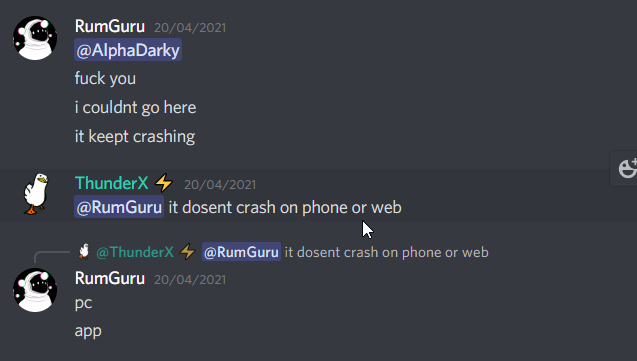 RumGuru 20/04/2021
@AlphaDarky
fuck you
i couldnt go here
it keept crashing
ThunderX ⚡ 20/04/2021
@RumGuru it dosent crash on phone or web
@ThunderX ⚡ @RumGuru it dosent crash on phone or web
RumGuru 20/04/2021
pc
app